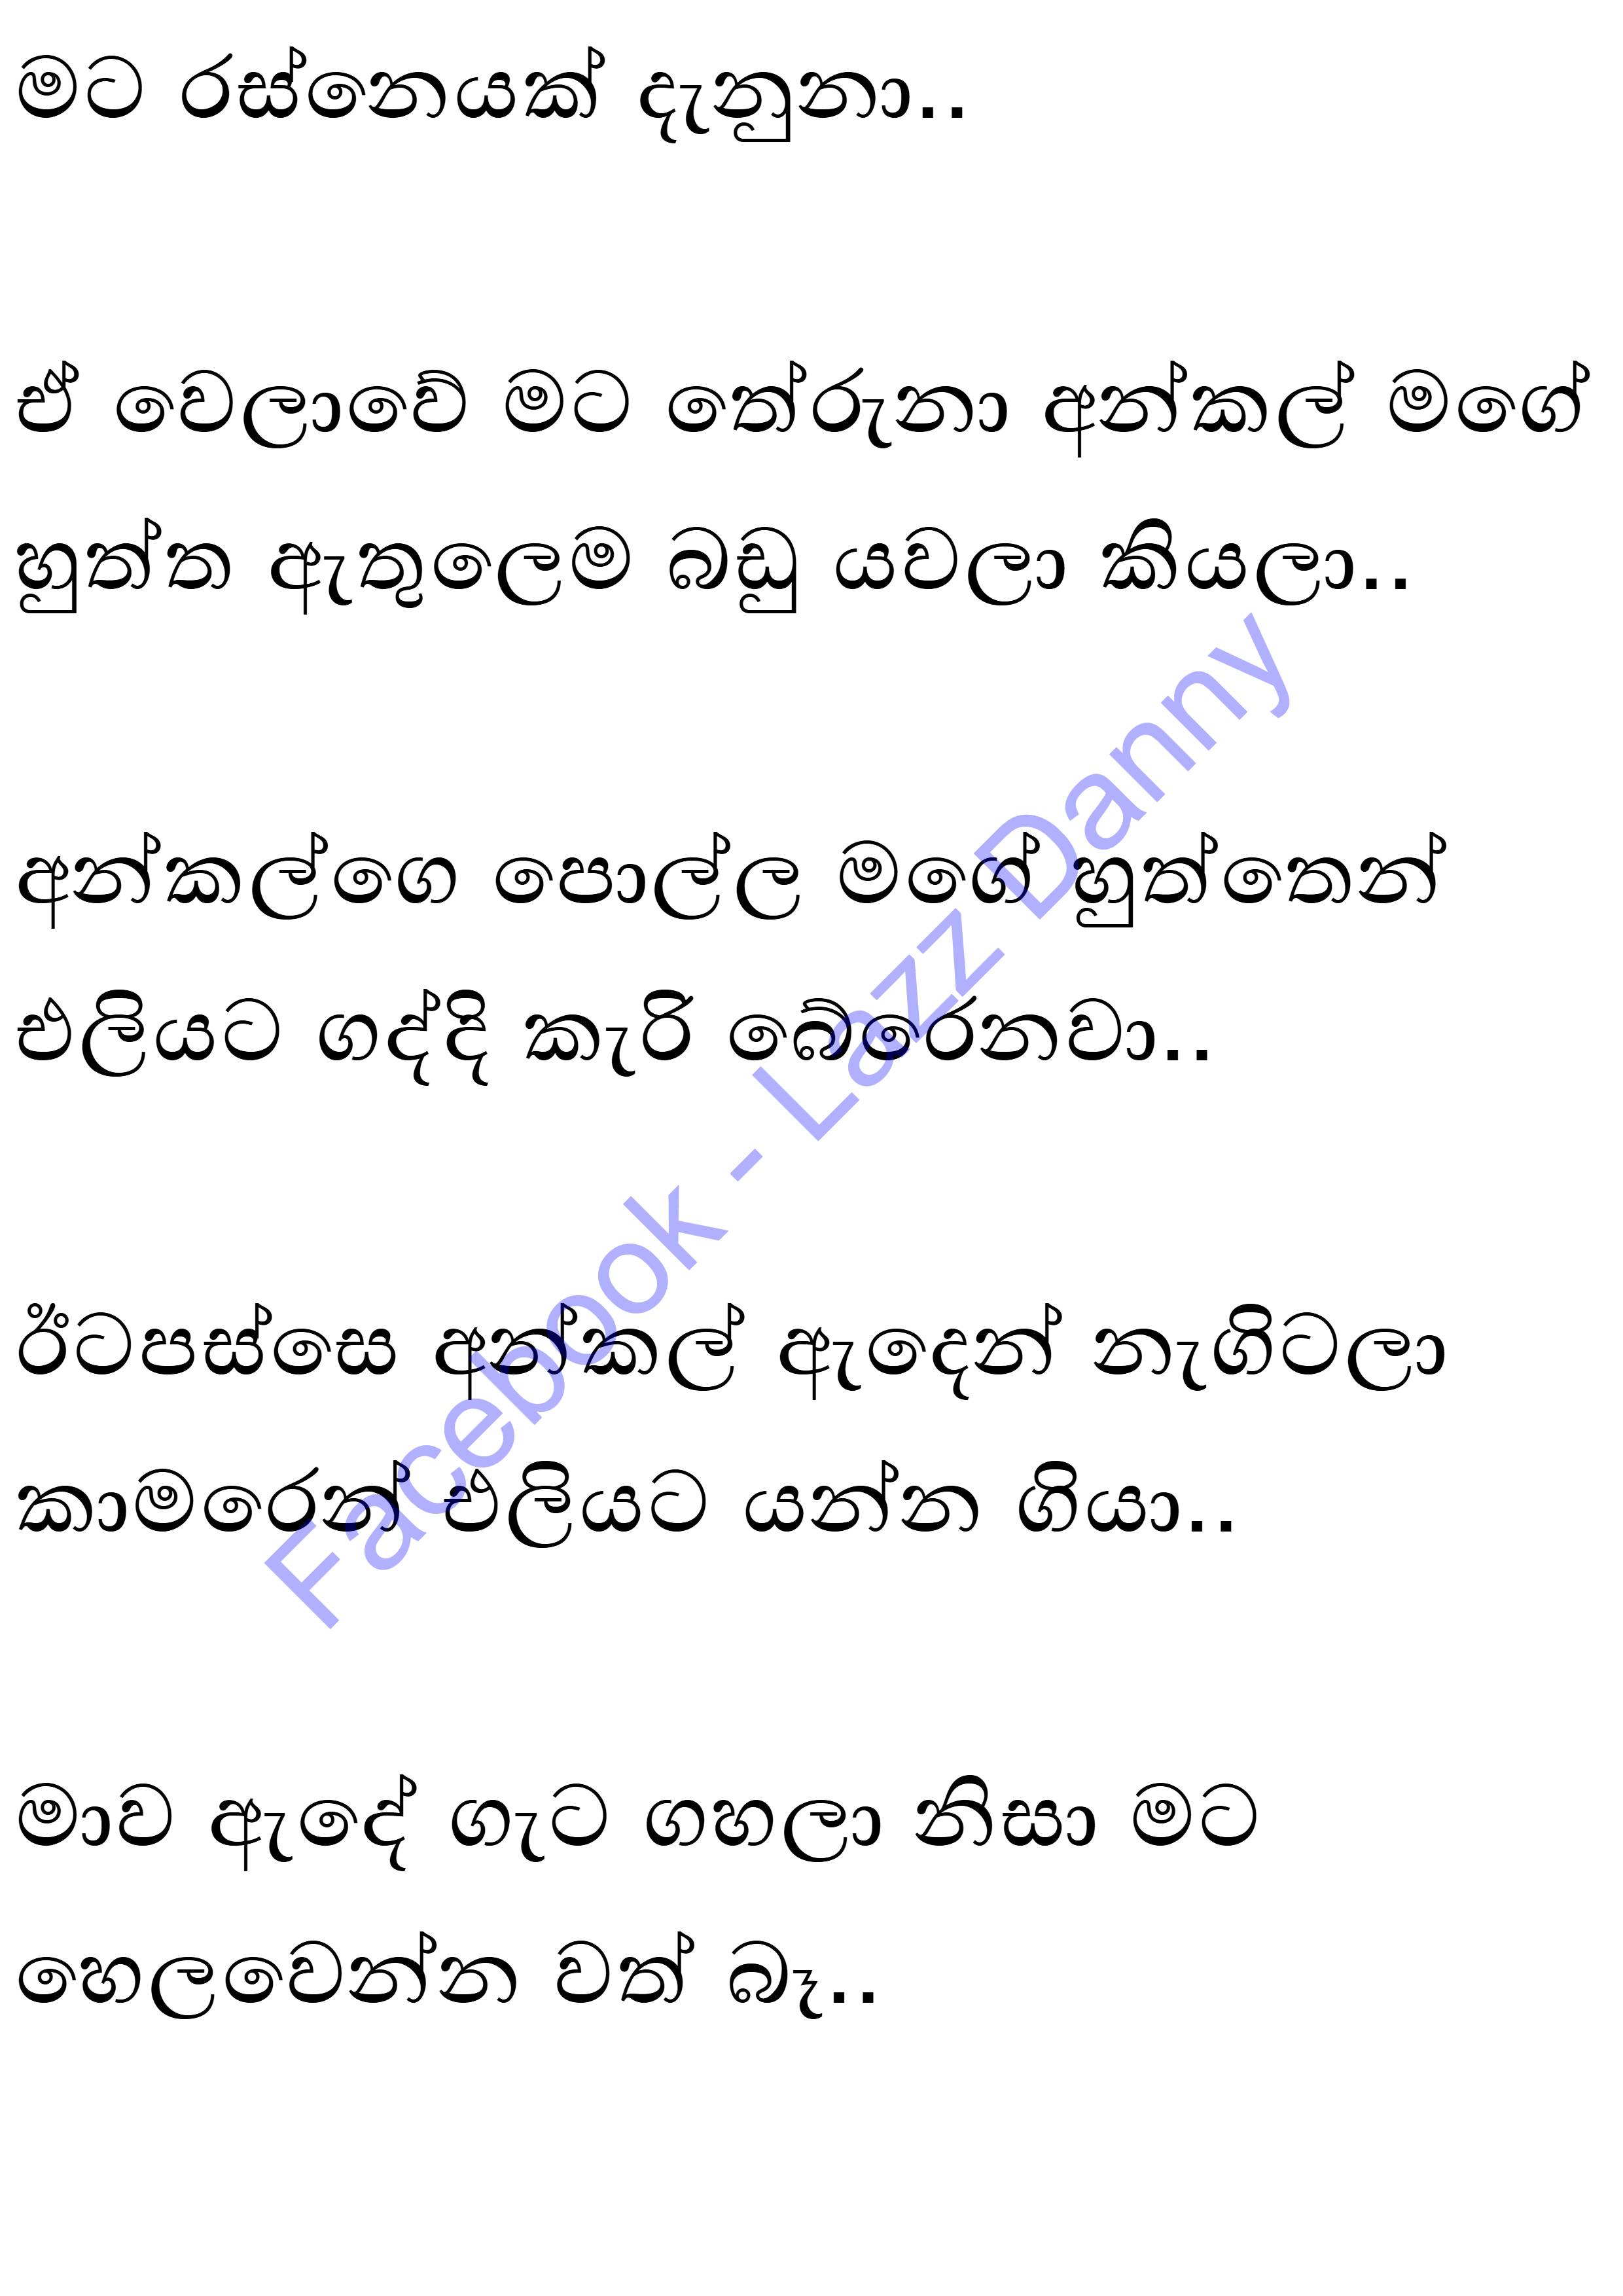 මට රස්නෙයක් දැනුනා..
ඒ වෙලාවේ මට තේරුනා අන්කල් මගේ
හුත්ත ඇතුලෙම බඩු යවලා කියලා..
අන්කල්ගෙ පොල්ල මගේ හුත්තෙන්
එලියට ගද්දි කැරි බේරෙනවා..
ඊටපස්සෙ අන්කල් ඇදෙන් නැගිටලා
කාමරෙන් එලියට යන්න ගියා..
මාව ඇදේ ගැට ගහලා නිසා මට
හෙලවෙන්න වත් බෑ..
Facebook - Lazz Danny